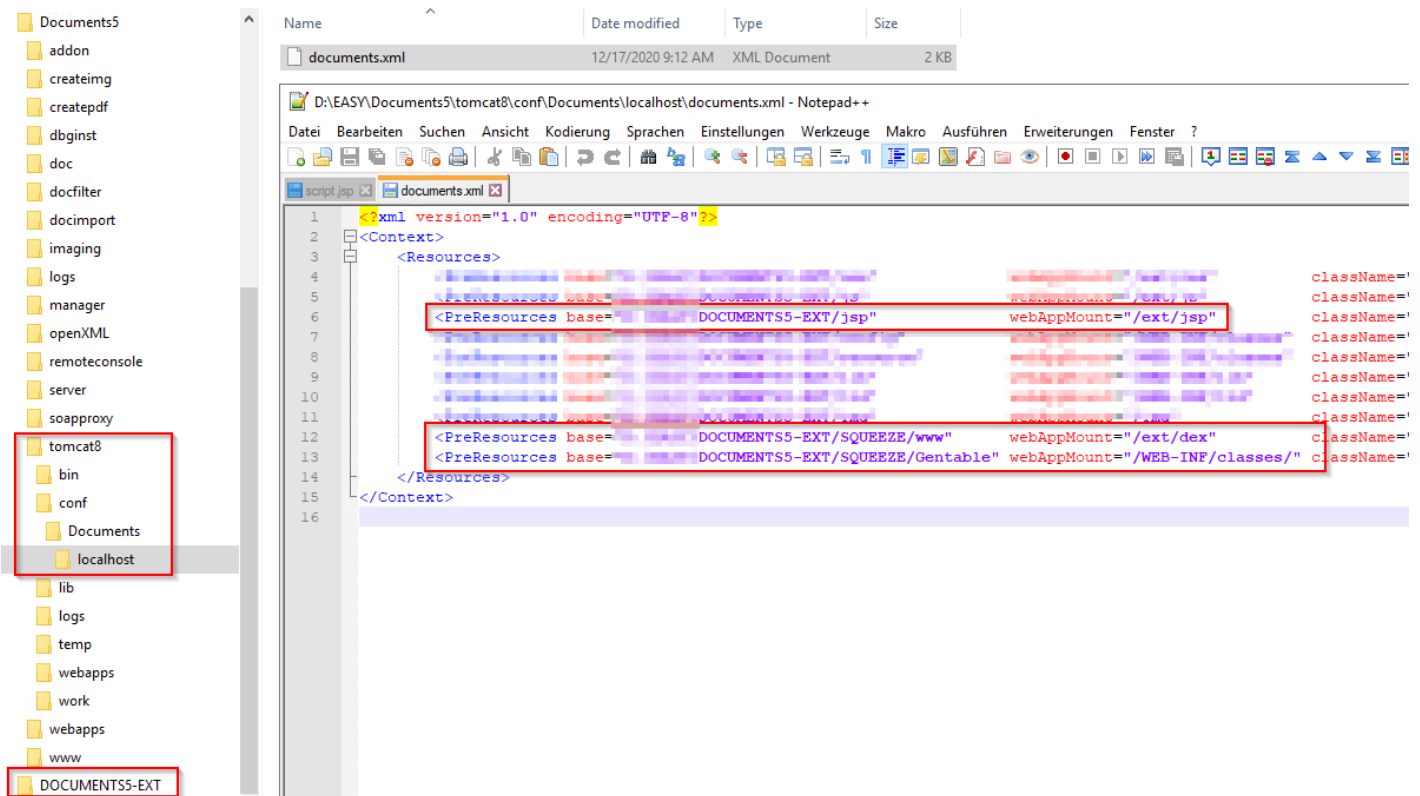 Documents5
addon
createimg
createpdf
dbginst
doc
docfilter
docimport
imaging
logs
manager
openXML
remoteconsole
server
soapproxy
tomcat8
bin
conf
Documents
localhost
lib
logs
temp
webapps
work
webapps
www
DOCUMENTS5-EXT
Name Date modified Type Size
documents.xml 12/17/2020 9:12 AM XML Document 2 KB
D:\EASY\Documents5\tomcat8\conf\Documents\localhost\documents.xml - Notepad++
Datei Bearbeiten Suchen Ansicht Kodierung Sprachen Einstellungen Werkzeuge Makro Ausführen Erweiterungen Fenster ?
script.jsp documents.xml
1 <?xml version="1.0" encoding="UTF-8"?>
2 <Context>
3 <Resources>
4 className="
5 className="
6 <PreResources base= DOCUMENTS5-EXT/jsp" webAppMount="/ext/jsp" className="
7 className="
8 className="
9 className="
10 className="
11 className="
12 <PreResources base= DOCUMENTS5-EXT/SQUEEZE/www" webAppMount="/ext/dex" className="
13 <PreResources base= DOCUMENTS5-EXT/SQUEEZE/Gentable" webAppMount="/WEB-INF/classes/" className="
14 </Resources>
15 </Context>
16